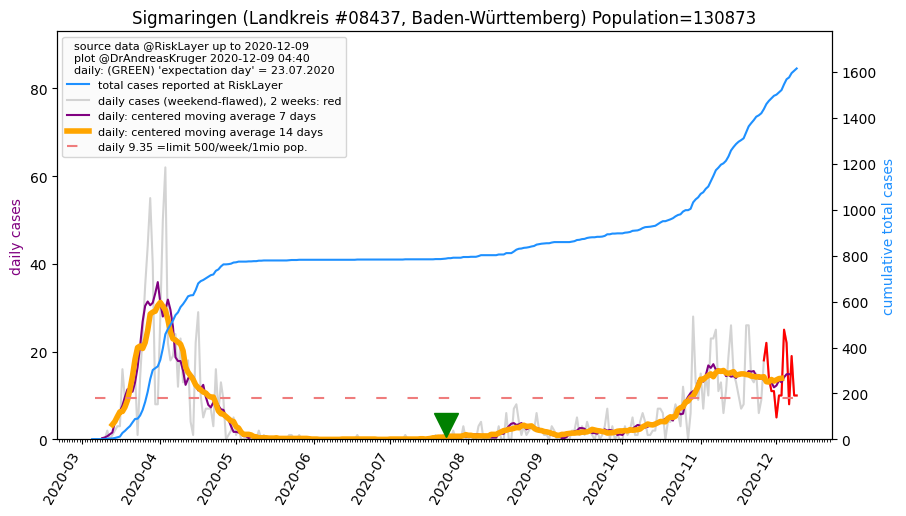 Sigmaringen (Landkreis #08437, Baden-Württemberg) Population=130873
source data @RiskLayer up to 2020-12-09
plot @DrAndreasKruger 2020-12-09 04:40
daily: (GREEN) 'expectation day' = 23.07.2020
total cases reported at RiskLayer
daily cases (weekend-flawed), 2 weeks: red
daily: centered moving average 7 days
daily: centered moving average 14 days
daily 9.35 =limit 500/week/1mio pop.
daily cases
80
60
40
20
0
cumulative total cases
1600
1400
1200
1000
800
600
400
200
0
2020-03
2020-04
2020-05
2020-06
2020-07
2020-08
2020-09
2020-10
2020-11
2020-12